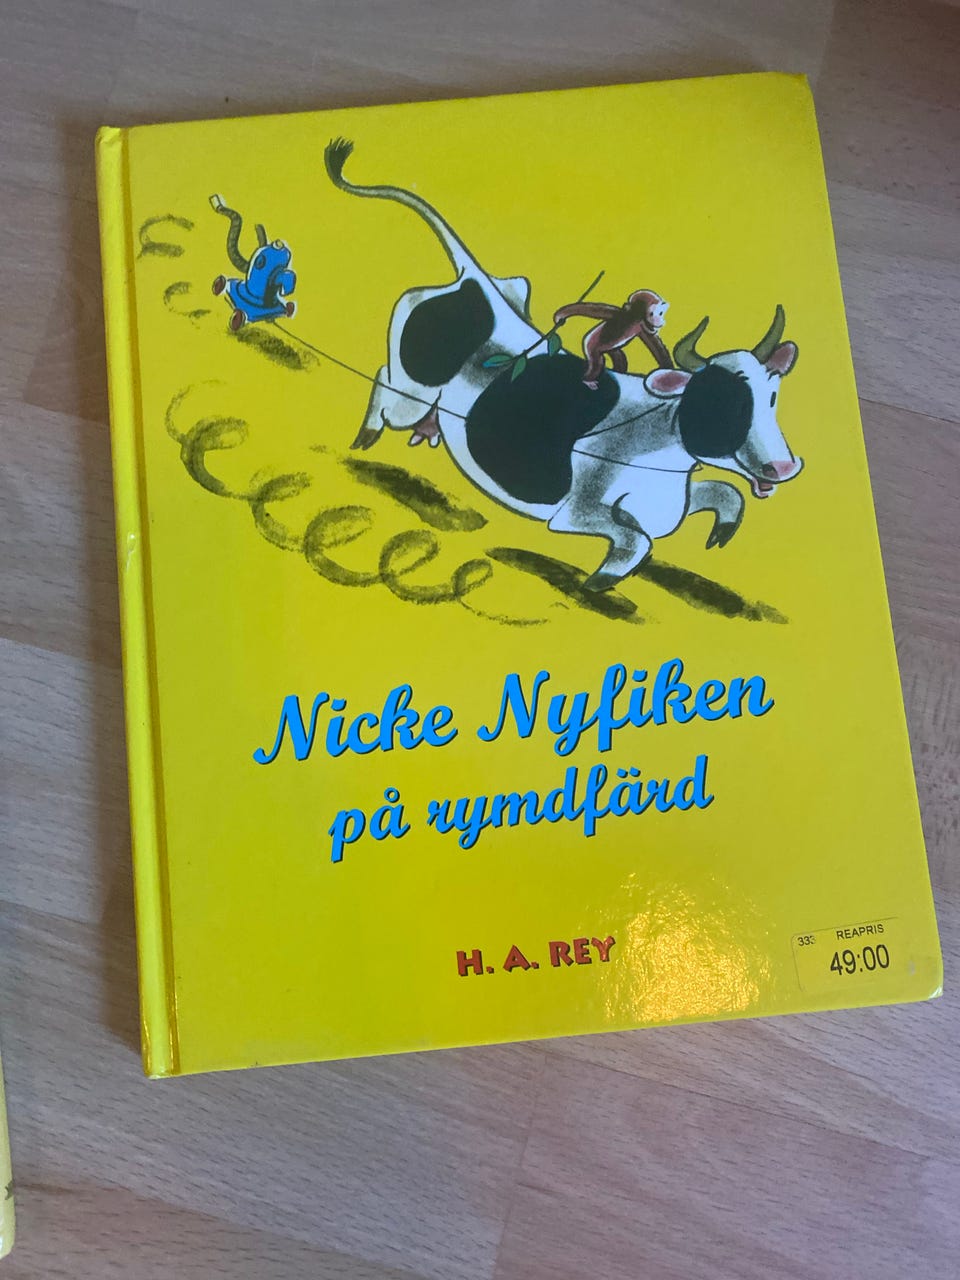 Nicke Nyfiken
på rymdfärd
H. A. REY
333 REAPRIS
49:00